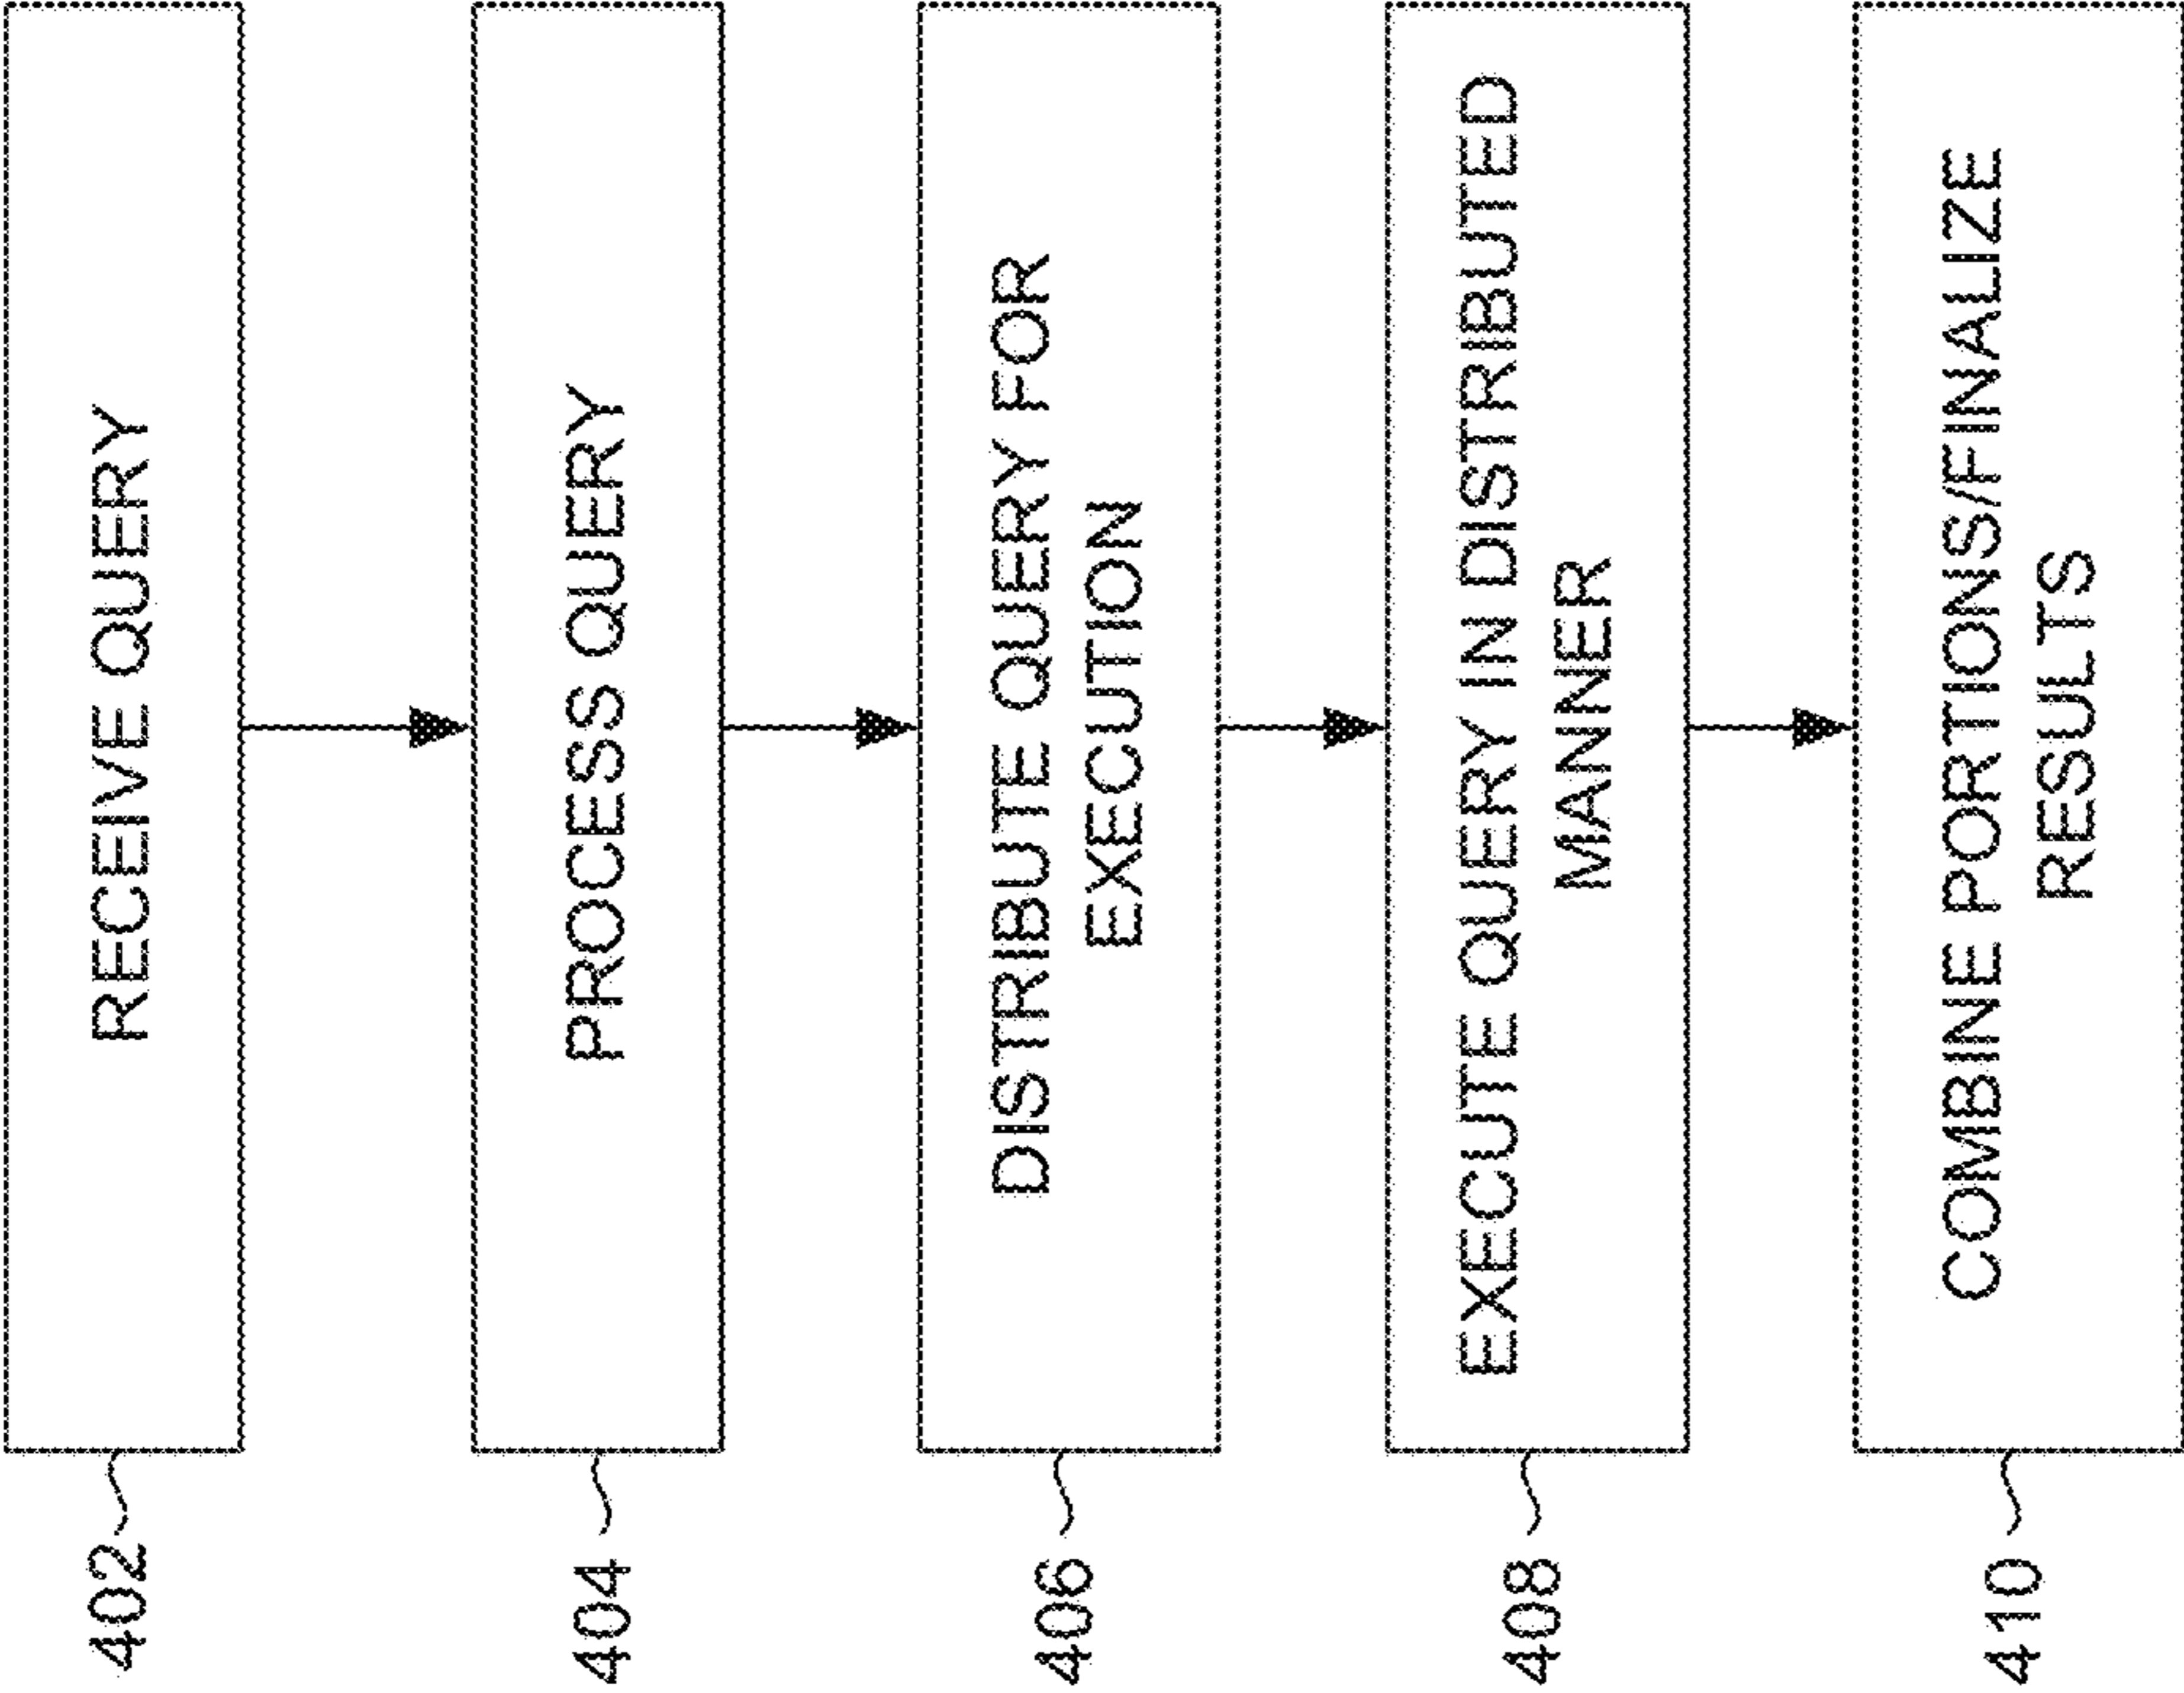 402
RECEIVE QUERY
404
PROCESS QUERY
406
DISTRIBUTE QUERY FOR
EXECUTION
408
EXECUTE QUERY IN DISTRIBUTED
MANNER
410
COMBINE PORTIONS/FINALIZE
RESULTS